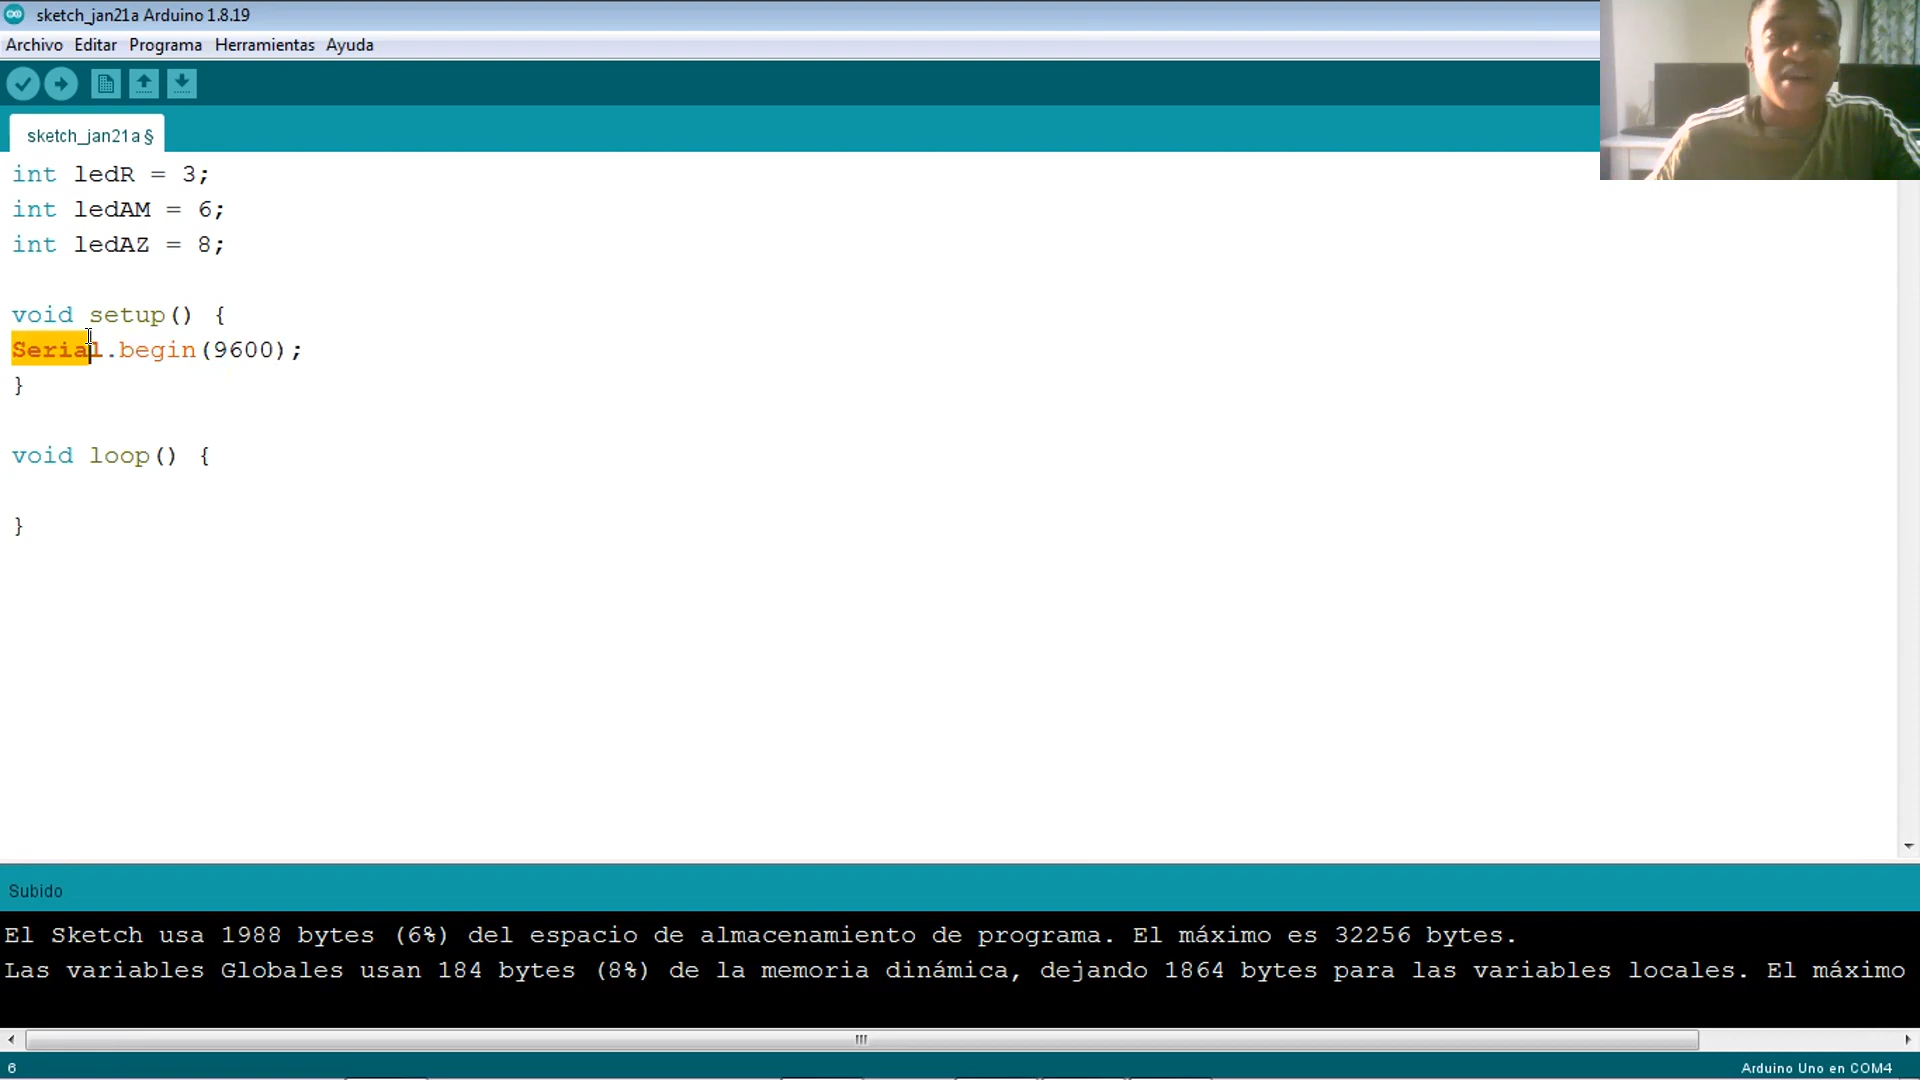 sketch_jan21a Arduino 1.8.19
Archivo Editar Programa Herramientas Ayuda
sketch_jan21a §
int ledR = 3;
int ledAM = 6;
int ledAZ = 8;
void setup() {
Serial.begin(9600);
}
void loop() {
}
Subido
El Sketch usa 1988 bytes (6%) del espacio de almacenamiento de programa. El máximo es 32256 bytes.
Las variables Globales usan 184 bytes (8%) de la memoria dinámica, dejando 1864 bytes para las variables locales. El máximo
6
Arduino Uno en COM4